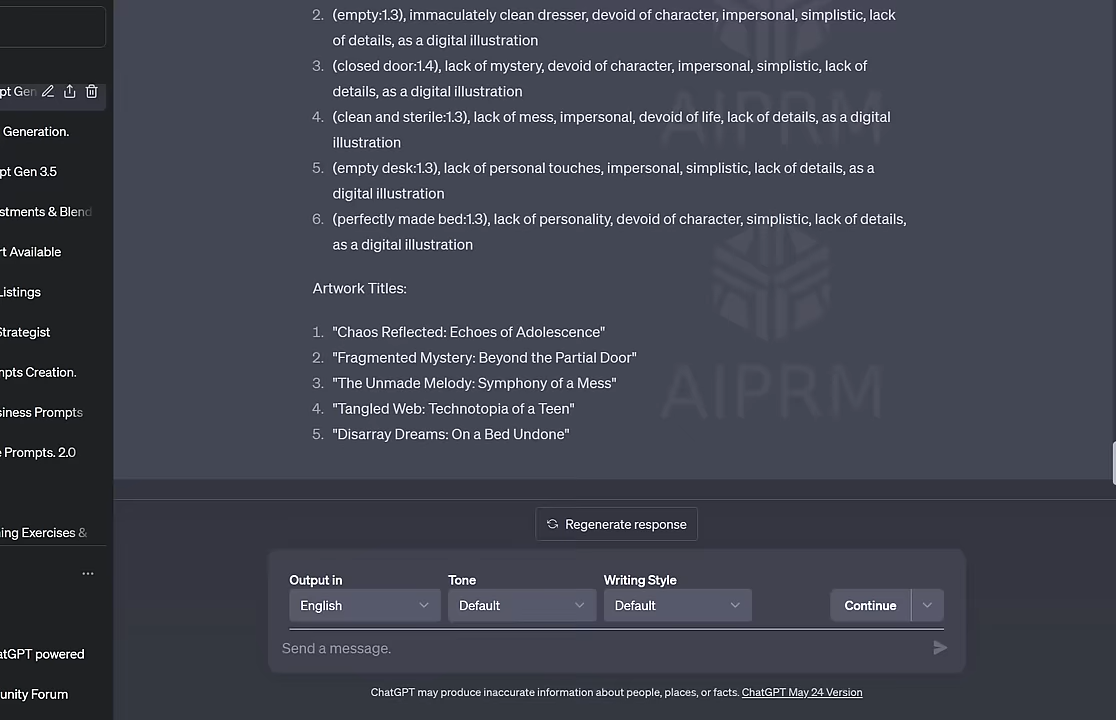 2. (empty:1.3), immaculately clean dresser, devoid of character, impersonal, simplistic, lack
of details, as a digital illustration
3. (closed door:1.4), lack of mystery, devoid of character, impersonal, simplistic, lack of
details, as a digital illustration
4. (clean and sterile:1.3), lack of mess, impersonal, devoid of life, lack of details, as a digital
illustration
5. (empty desk:1.3), lack of personal touches, impersonal, simplistic, lack of details, as a
digital illustration
6. (perfectly made bed:1.3), lack of personality, devoid of character, simplistic, lack of details,
as a digital illustration
Artwork Titles:
1. "Chaos Reflected: Echoes of Adolescence"
2. "Fragmented Mystery: Beyond the Partial Door"
3. "The Unmade Melody: Symphony of a Mess"
4. "Tangled Web: Technotopia of a Teen"
5. "Disarray Dreams: On a Bed Undone"
AIPRM
AIPRM
pt Gen
Generation.
pt Gen 3.5
stments & Blend
rt Available
Listings
Strategist
mpts Creation.
siness Prompts
e Prompts. 2.0
ing Exercises &
...
atGPT powered
unity Forum
Regenerate response
Output in
Tone
Writing Style
English
Default
Default
Continue
Send a message.
ChatGPT may produce inaccurate information about people, places, or facts. ChatGPT May 24 Version